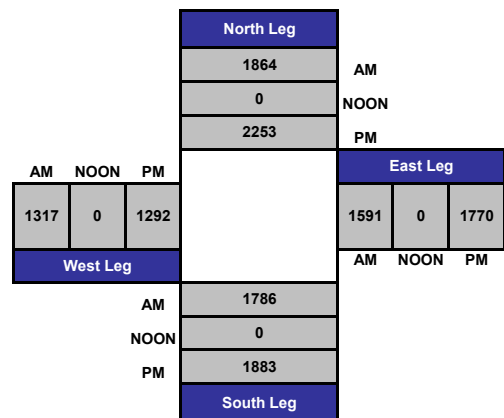 North Leg
1864 AM
0 NOON
2253 PM
AM NOON PM
East Leg
1317 0 1292
1591 0 1770
West Leg
AM NOON PM
AM 1786
NOON 0
PM 1883
South Leg